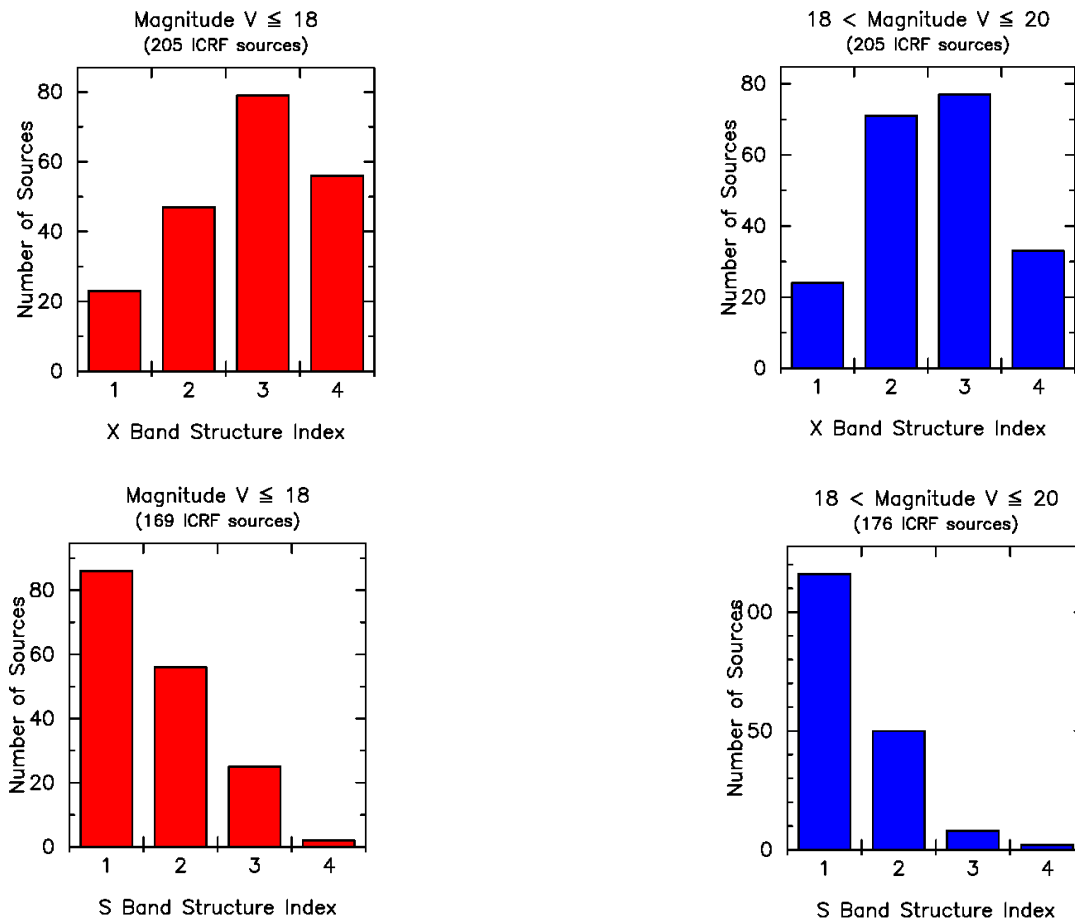 Magnitude V ≦ 18
(205 ICRF sources)
80
60
40
20
0
Number of Sources
1 2 3 4
X Band Structure Index
18 < Magnitude V ≦ 20
(205 ICRF sources)
80
60
40
20
0
Number of Sources
1 2 3 4
X Band Structure Index
Magnitude V ≦ 18
(169 ICRF sources)
80
60
40
20
0
Number of Sources
1 2 3 4
S Band Structure Index
18 < Magnitude V ≦ 20
(176 ICRF sources)
00
50
0
Number of Sources
1 2 3 4
S Band Structure Index